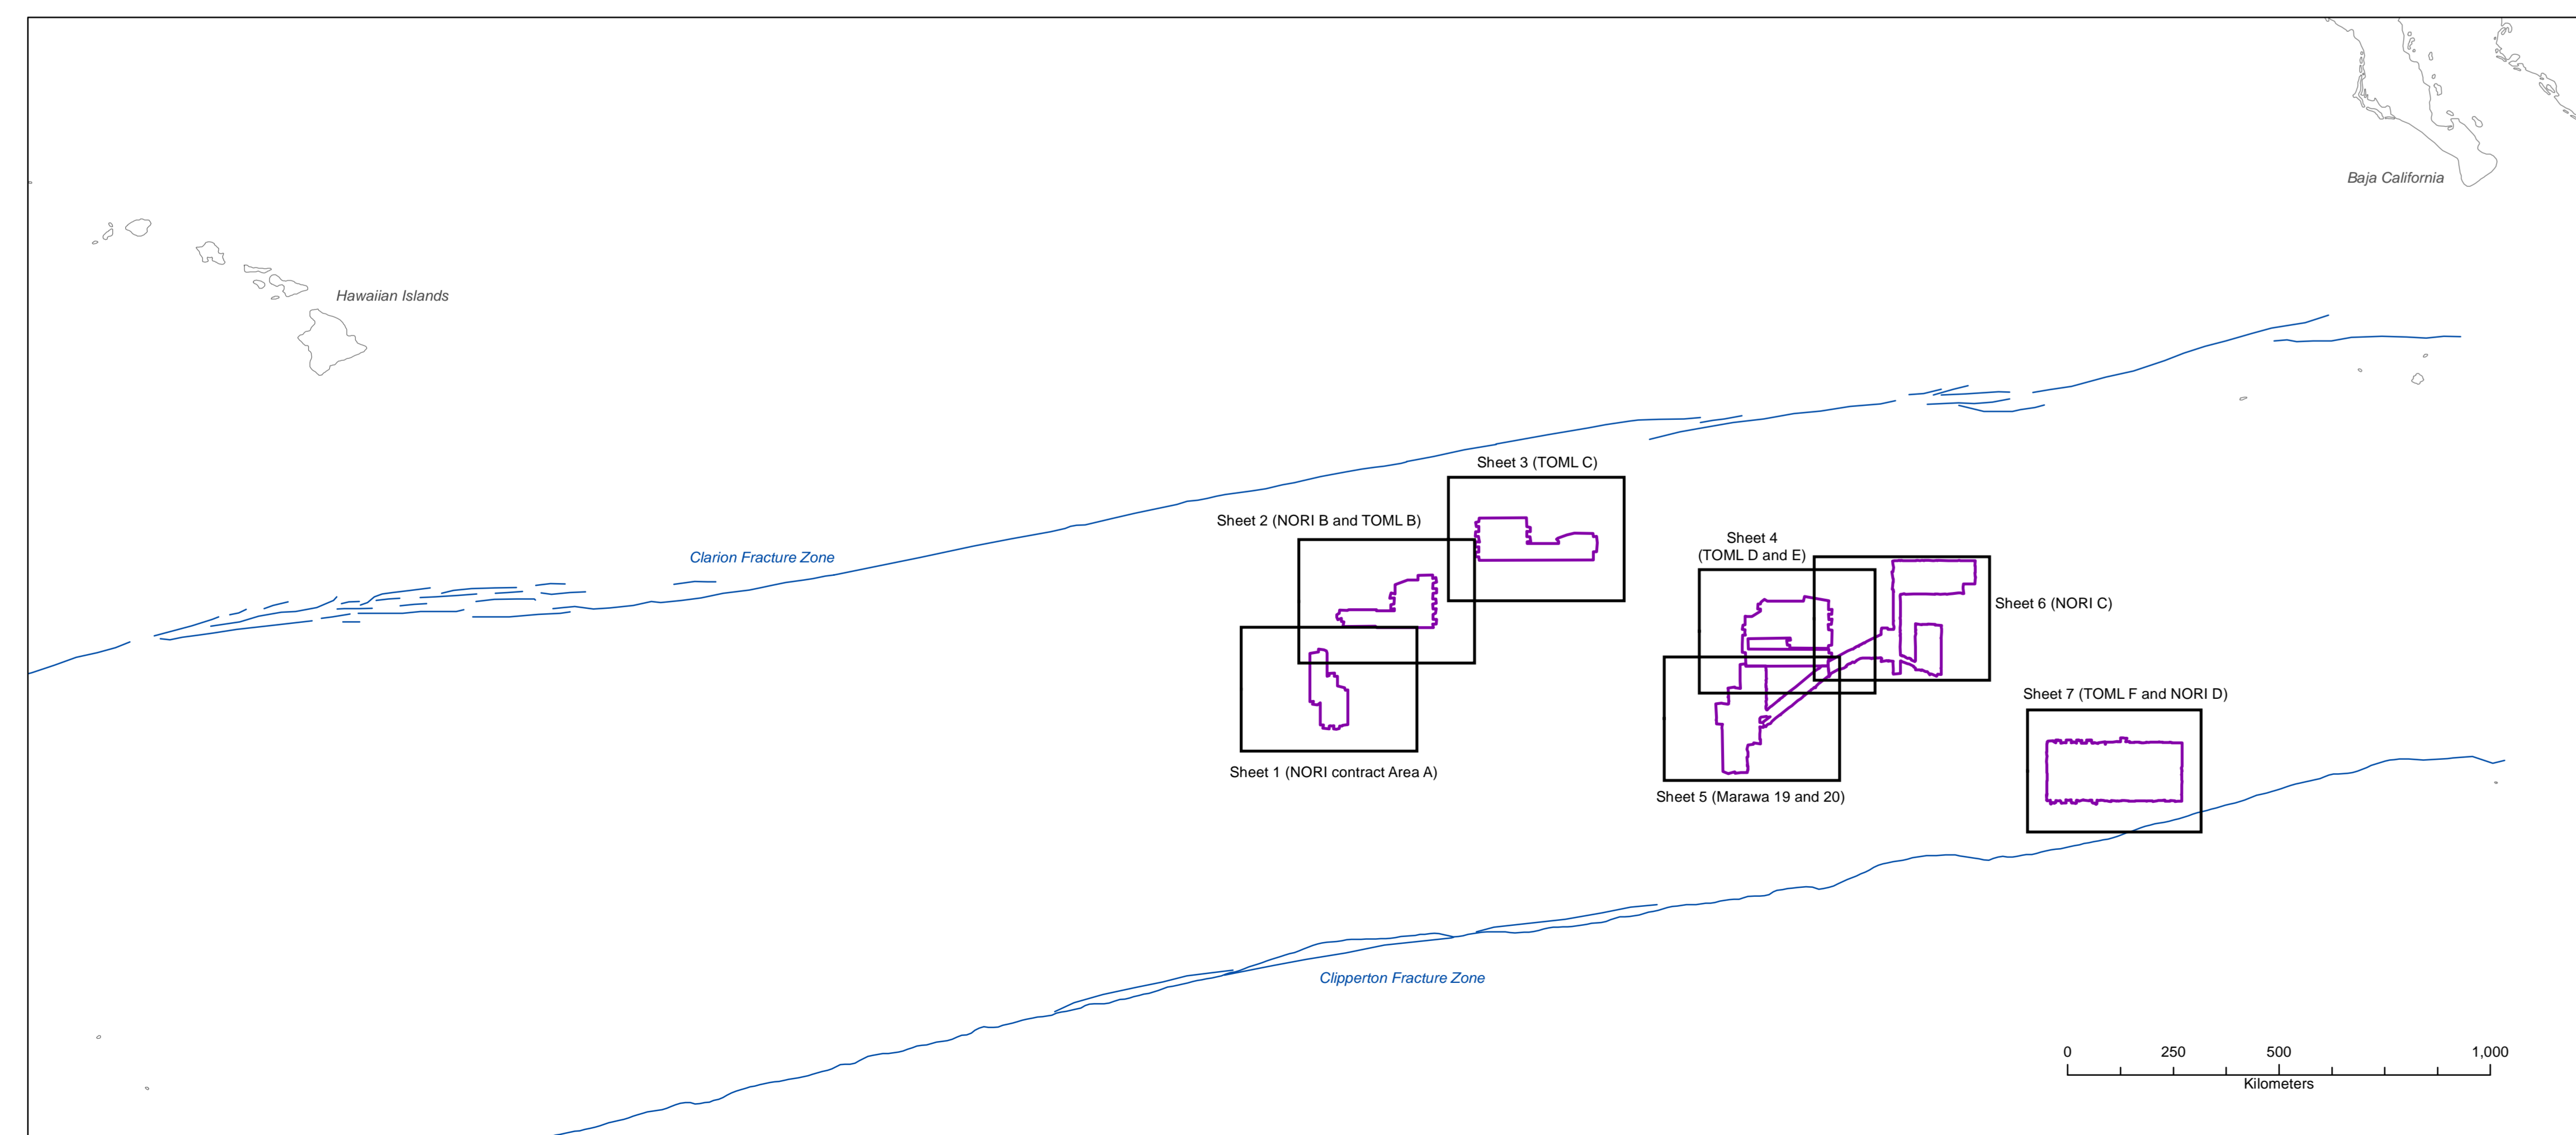 Baja California
Hawaiian Islands
Sheet 3 (TOML C)
Sheet 2 (NORI B and TOML B)
Sheet 4
(TOML D and E)
Clarion Fracture Zone
Sheet 6 (NORI C)
Sheet 7 (TOML F and NORI D)
Sheet 1 (NORI contract Area A)
Sheet 5 (Marawa 19 and 20)
Clipperton Fracture Zone
0 250 500 1,000
Kilometers